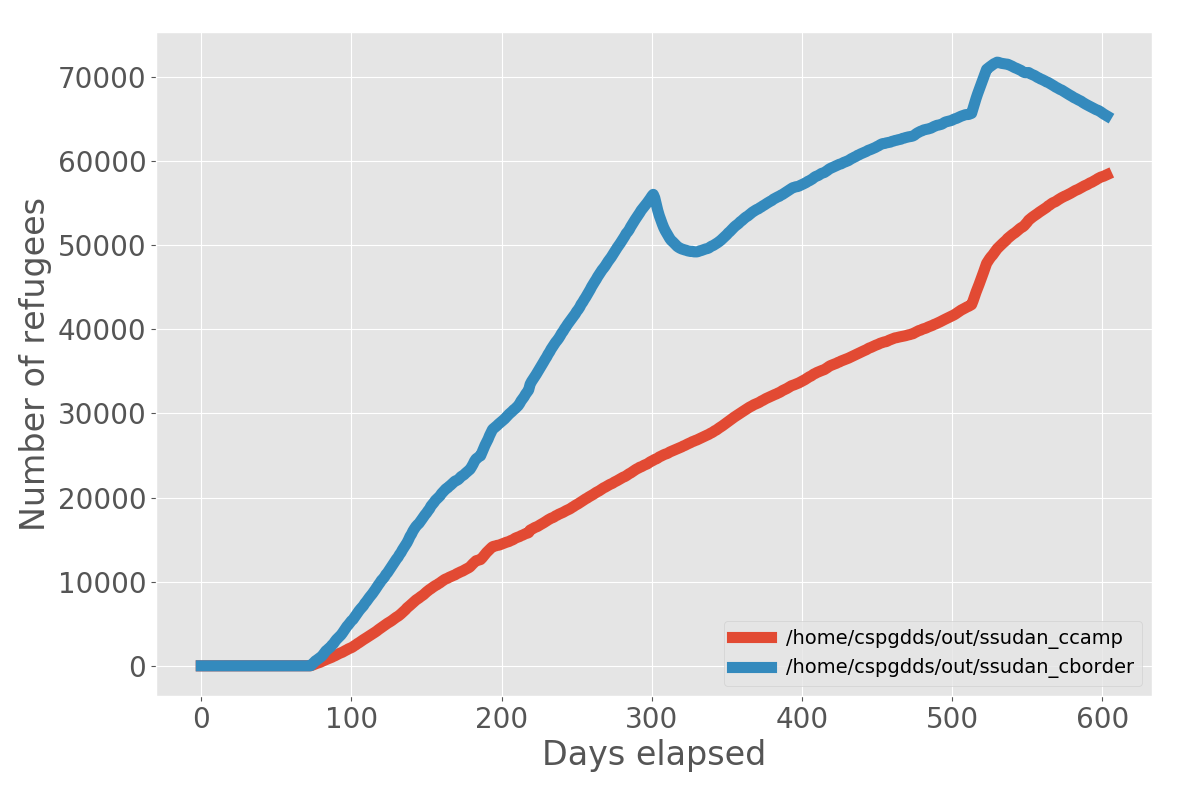 70000
60000
50000
40000
30000
20000
10000
0
Number of refugees
0 100 200 300 400 500 600
Days elapsed
/home/cspgdds/out/ssudan_ccamp
/home/cspgdds/out/ssudan_cborder